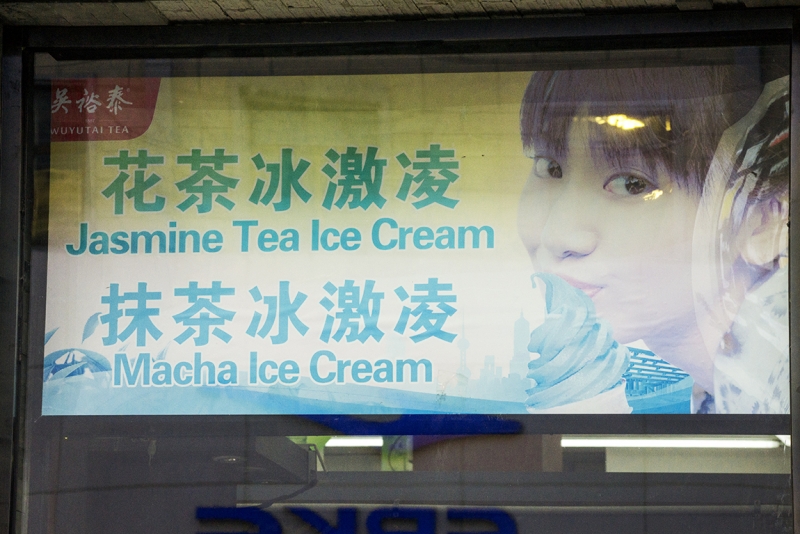 吴裕泰
WUYUTAI TEA
花茶冰激凌
Jasmine Tea Ice Cream
抹茶冰激凌
Macha Ice Cream